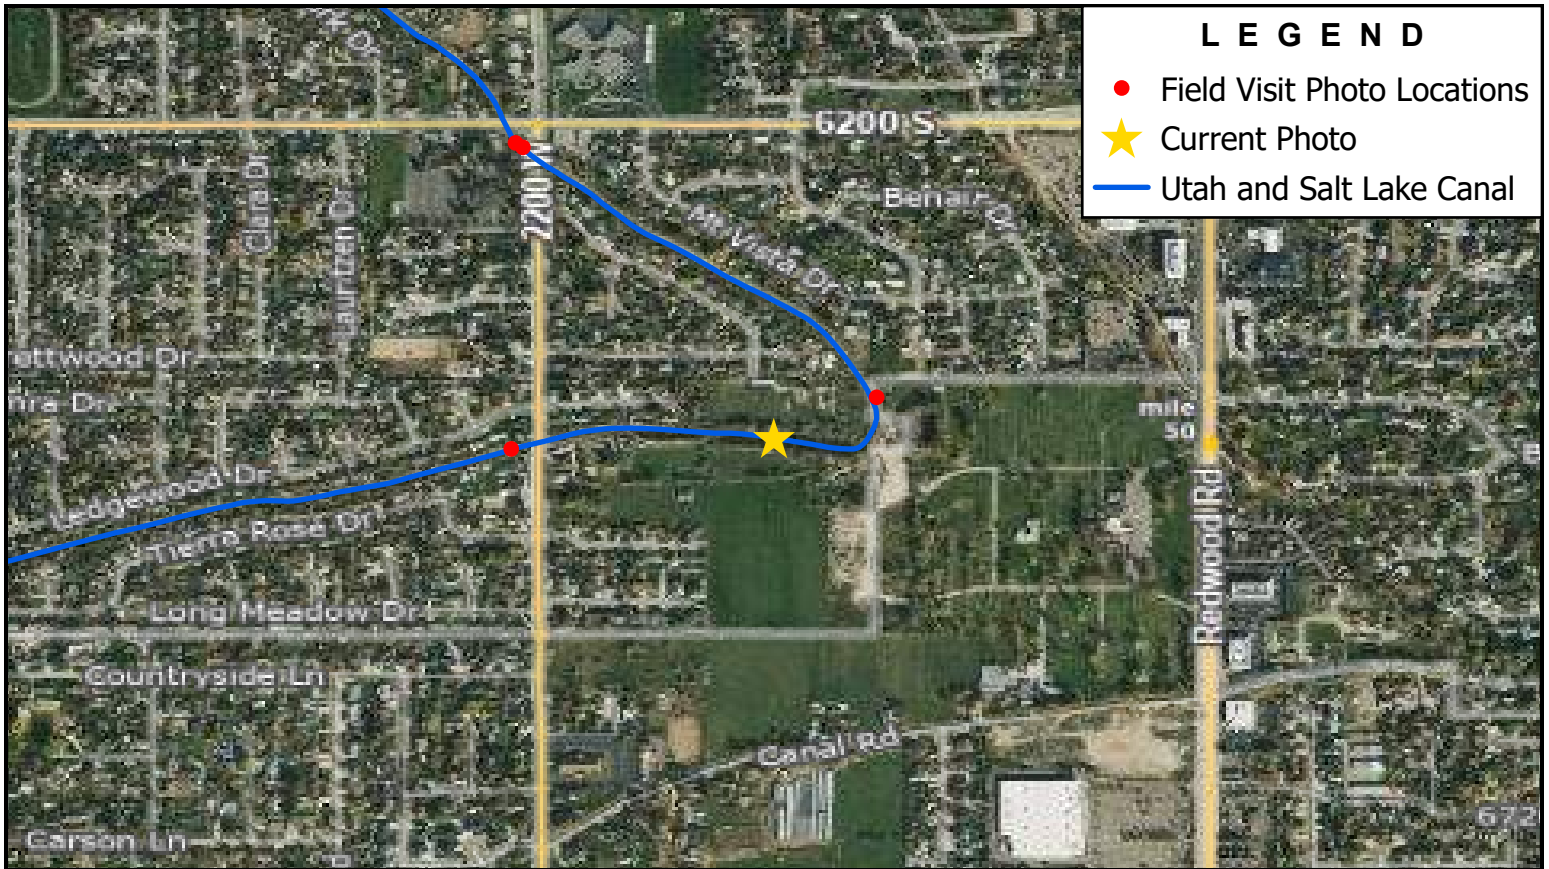 L E G E N D
Field Visit Photo Locations
Current Photo
Utah and Salt Lake Canal
6200 S
2200 W
Clara Dr
Lauritzen Dr
Mt Vista Dr
Benair Dr
ettwood Dr
mile
50
Ledgewood Dr
Tierra Rose Dr
Redwood Rd
Long Meadow Dr
Countryside Ln
Canal Rd
Carson Ln
672